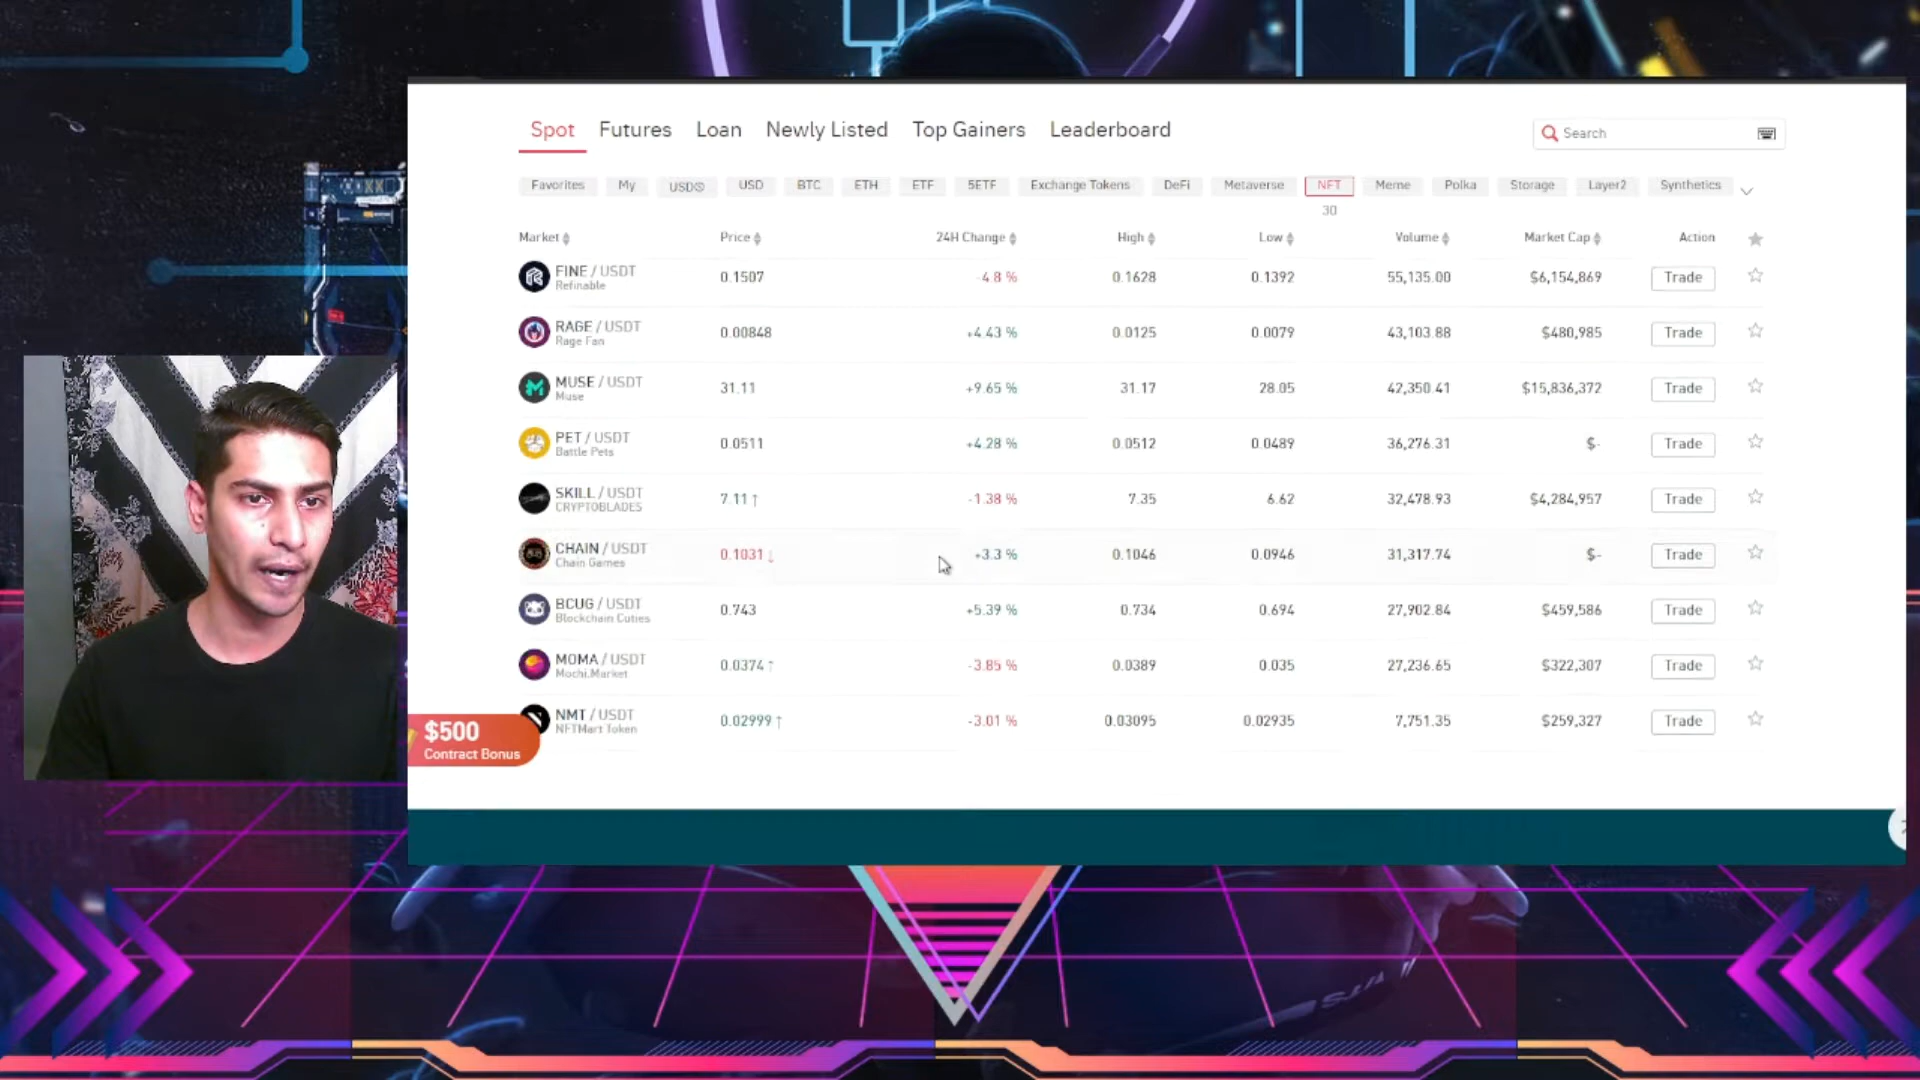 Spot Futures Loan Newly Listed Top Gainers Leaderboard Search
Favorites My USDⓈ USD BTC ETH ETF 5ETF Exchange Tokens DeFi Metaverse NFT Meme Polka Storage Layer2 Synthetics
30
Market Price 24H Change High Low Volume Market Cap Action
FINE / USDT 0.1507 -4.8 % 0.1628 0.1392 55,135.00 $6,154,869 Trade
Refinable
RAGE / USDT 0.00848 +4.43 % 0.0125 0.0079 43,103.88 $480,985 Trade
Rage Fan
MUSE / USDT 31.11 +9.65 % 31.17 28.05 42,350.41 $15,836,372 Trade
Muse
PET / USDT 0.0511 +4.28 % 0.0512 0.0489 36,276.31 $- Trade
Battle Pets
SKILL / USDT 7.11 ↑ -1.38 % 7.35 6.62 32,478.93 $4,284,957 Trade
CRYPTOBLADES
CHAIN / USDT 0.1031 ↓ +3.3 % 0.1046 0.0946 31,317.74 $- Trade
Chain Games
BCUG / USDT 0.743 +5.39 % 0.734 0.694 27,902.84 $459,586 Trade
Blockchain Cuties
MOMA / USDT 0.0374 ↑ -3.85 % 0.0389 0.035 27,236.65 $322,307 Trade
Mochi.Market
NMT / USDT 0.02999 ↑ -3.01 % 0.03095 0.02935 7,751.35 $259,327 Trade
NFTMart Token
$500
Contract Bonus